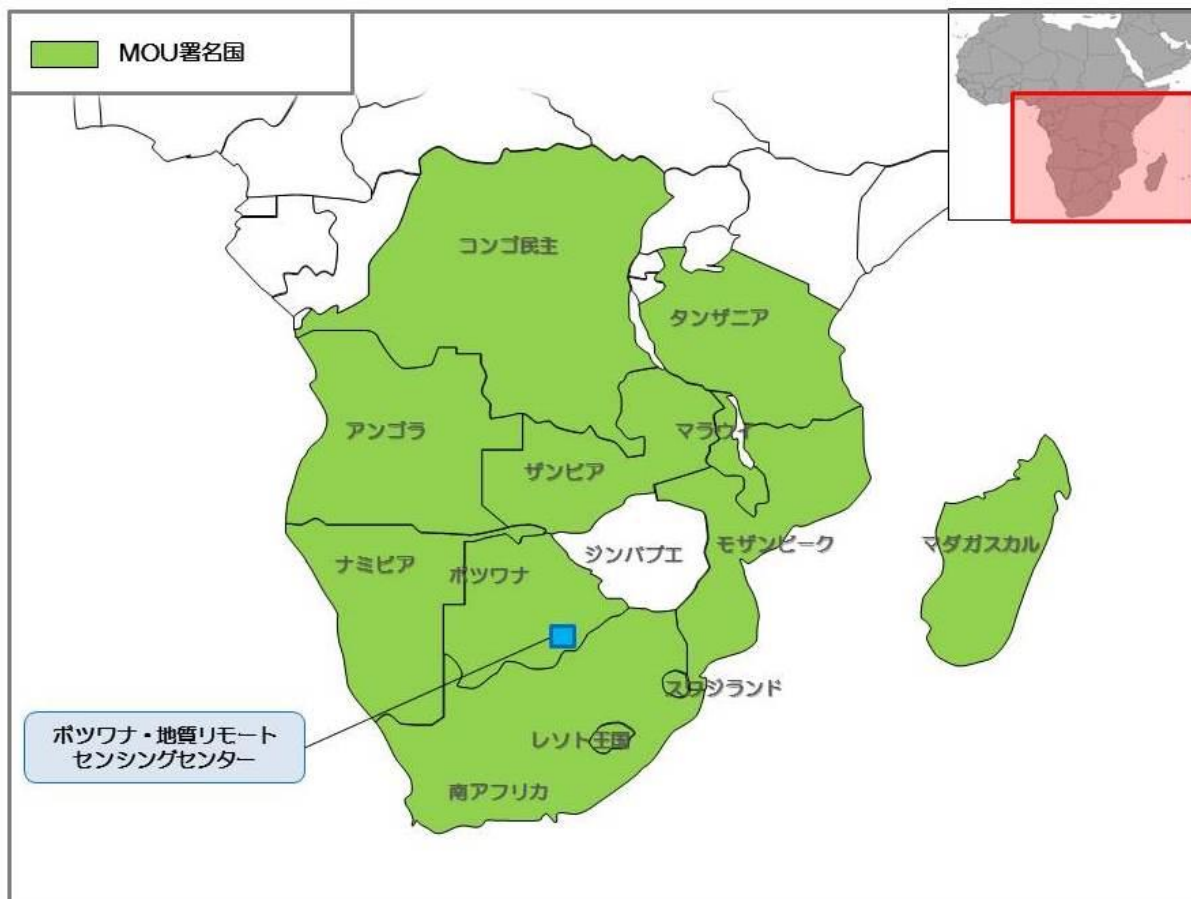 MOU署名国
コンゴ民主
タンザニア
アンゴラ
マラウイ
ザンビア
ジンバブエ
モザンビーク
マダガスカル
ナミビア
ボツワナ
スワジランド
ボツワナ・地質リモート
センシングセンター
レソト王国
南アフリカ